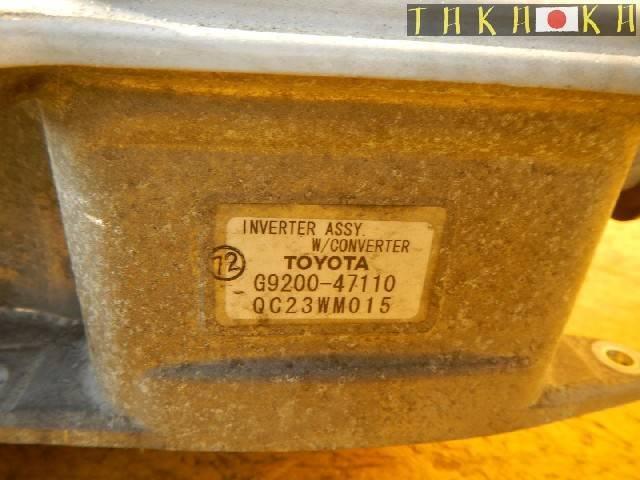 TAKAOKA
INVERTER ASSY.
W/CONVERTER
72 TOYOTA
G9200-47110
QC23WM015